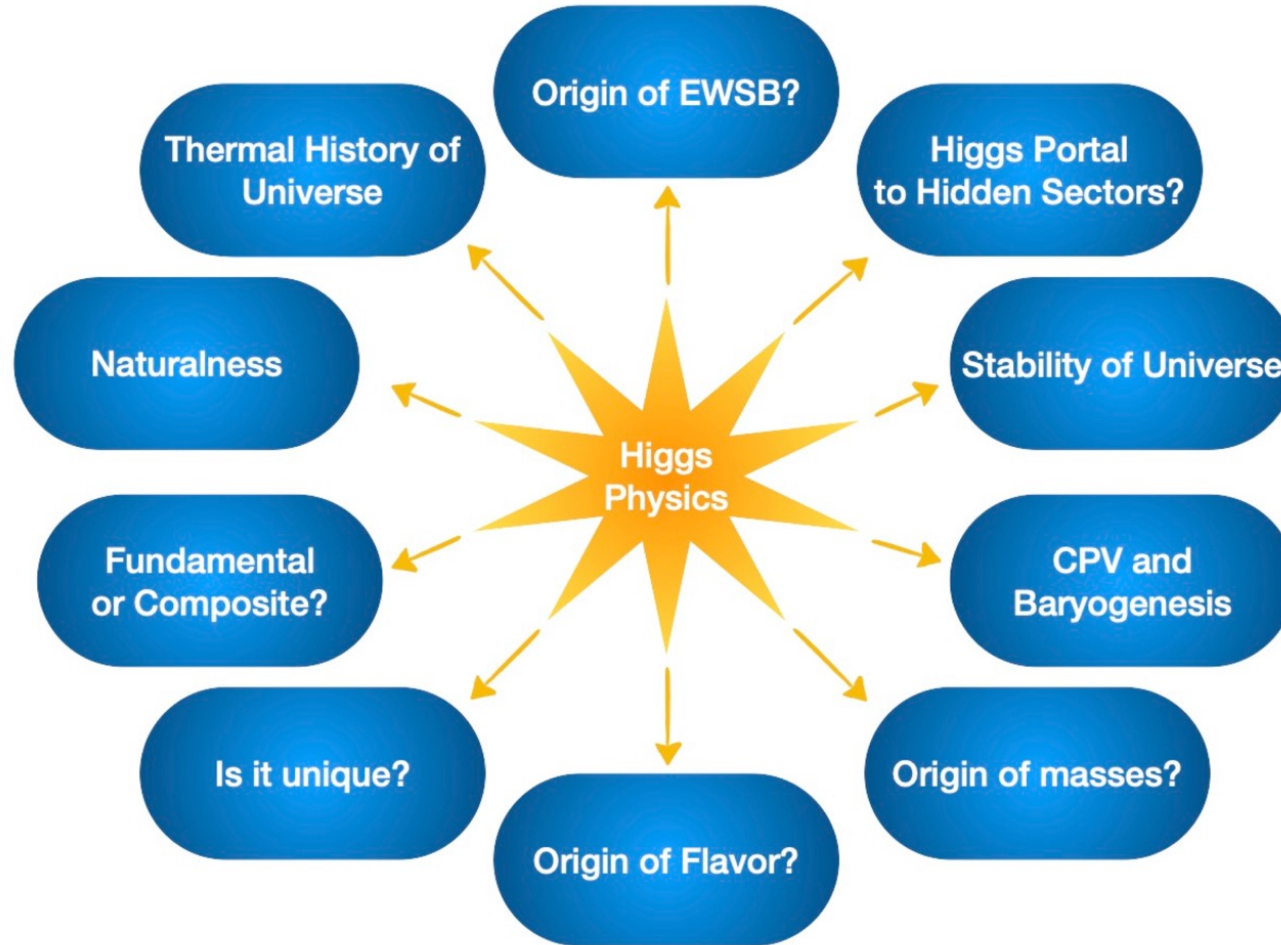 Origin of EWSB?
Thermal History of
Universe
Higgs Portal
to Hidden Sectors?
Naturalness
Stability of Universe
Higgs
Physics
Fundamental
or Composite?
CPV and
Baryogenesis
Is it unique?
Origin of masses?
Origin of Flavor?